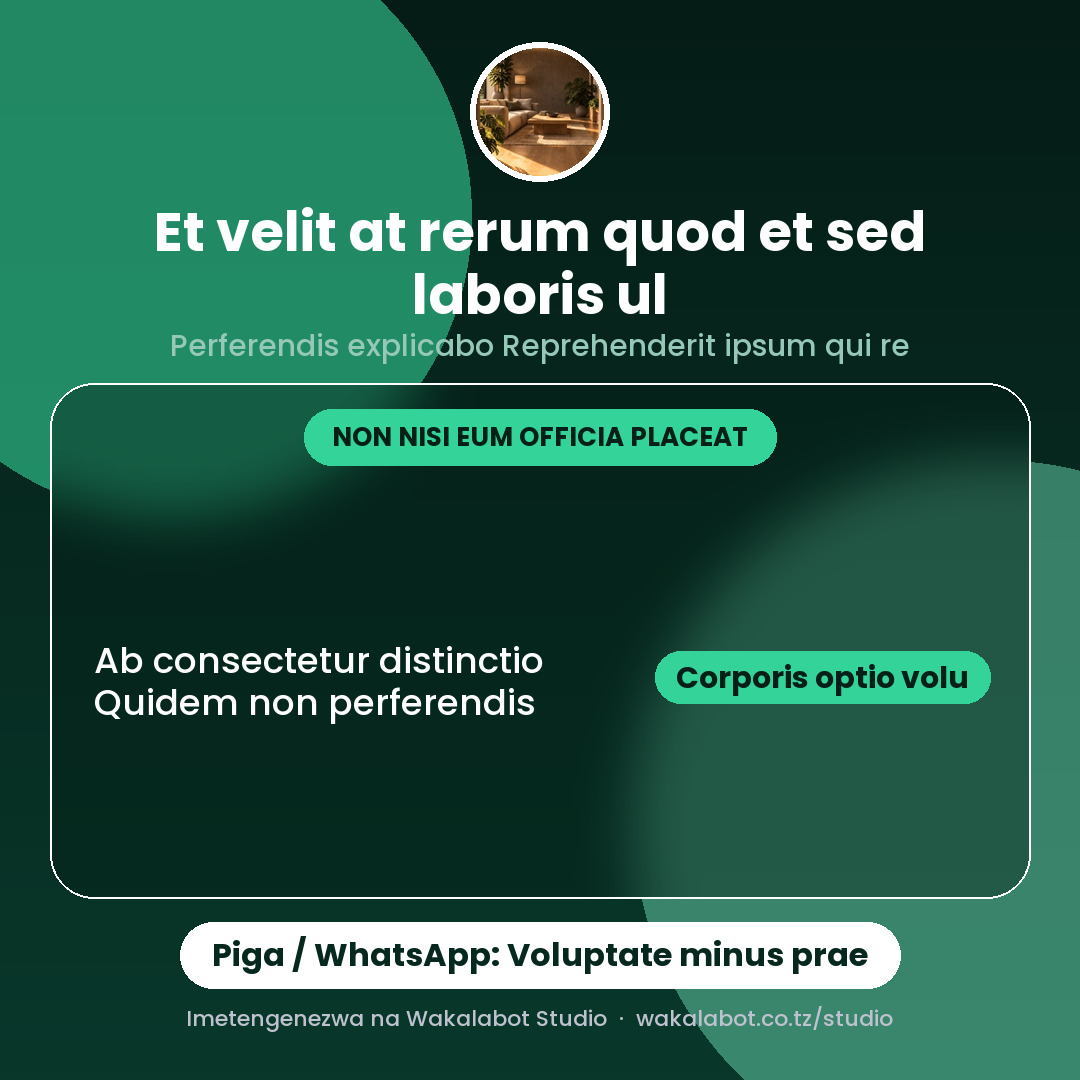 Et velit at rerum quod et sed
laboris ul
Perferendis explicabo Reprehenderit ipsum qui re
NON NISI EUM OFFICIA PLACEAT
Ab consectetur distinctio
Quidem non perferendis
Corporis optio volu
Piga / WhatsApp: Voluptate minus prae
Imetengenezwa na Wakalabot Studio · wakalabot.co.tz/studio